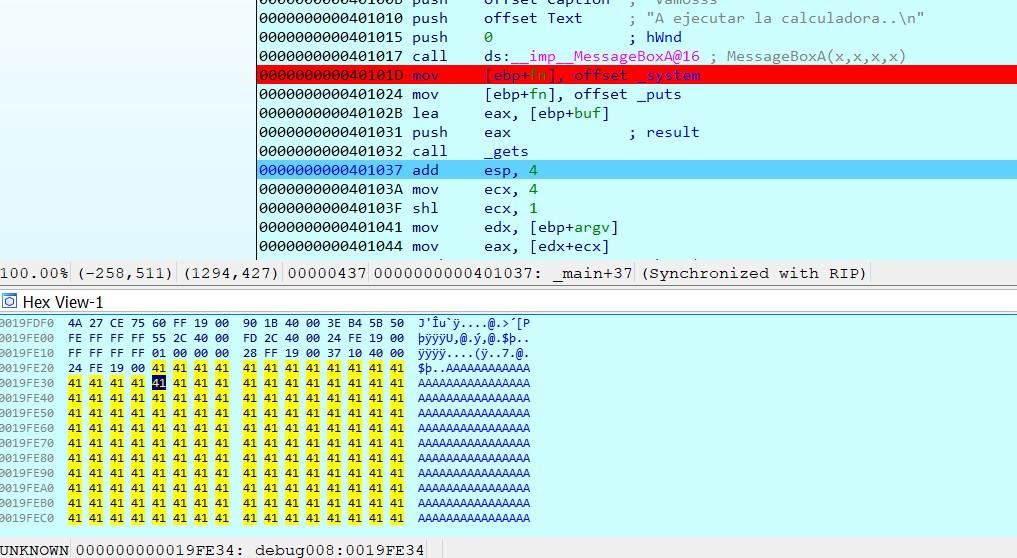 000000000040100B push offset Caption ; "Vamosss"
0000000000401010 push offset Text ; "A ejecutar la calculadora..\n"
0000000000401015 push 0 ; hWnd
0000000000401017 call ds:__imp__MessageBoxA@16 ; MessageBoxA(x,x,x,x)
000000000040101D mov [ebp+fn], offset _system
0000000000401024 mov [ebp+fn], offset _puts
000000000040102B lea eax, [ebp+buf]
0000000000401031 push eax ; result
0000000000401032 call _gets
0000000000401037 add esp, 4
000000000040103A mov ecx, 4
000000000040103F shl ecx, 1
0000000000401041 mov edx, [ebp+argv]
0000000000401044 mov eax, [edx+ecx]
100.00% (-258,511) (1294,427) 00000437 0000000000401037: _main+37 (Synchronized with RIP)
Hex View-1
0019FDF0 4A 27 CE 75 60 FF 19 00 90 1B 40 00 3E B4 5B 50 J'Îu`ÿ....@.>´[P
0019FE00 FE FF FF FF 55 2C 40 00 FD 2C 40 00 24 FE 19 00 þÿÿÿU,@.ý,@.$þ..
0019FE10 FF FF FF FF 01 00 00 00 28 FF 19 00 37 10 40 00 ÿÿÿÿ....(ÿ..7.@.
0019FE20 24 FE 19 00 41 41 41 41 41 41 41 41 41 41 41 41 $þ..AAAAAAAAAAAA
0019FE30 41 41 41 41 41 41 41 41 41 41 41 41 41 41 41 41 AAAAAAAAAAAAAAAA
0019FE40 41 41 41 41 41 41 41 41 41 41 41 41 41 41 41 41 AAAAAAAAAAAAAAAA
0019FE50 41 41 41 41 41 41 41 41 41 41 41 41 41 41 41 41 AAAAAAAAAAAAAAAA
0019FE60 41 41 41 41 41 41 41 41 41 41 41 41 41 41 41 41 AAAAAAAAAAAAAAAA
0019FE70 41 41 41 41 41 41 41 41 41 41 41 41 41 41 41 41 AAAAAAAAAAAAAAAA
0019FE80 41 41 41 41 41 41 41 41 41 41 41 41 41 41 41 41 AAAAAAAAAAAAAAAA
0019FE90 41 41 41 41 41 41 41 41 41 41 41 41 41 41 41 41 AAAAAAAAAAAAAAAA
0019FEA0 41 41 41 41 41 41 41 41 41 41 41 41 41 41 41 41 AAAAAAAAAAAAAAAA
0019FEB0 41 41 41 41 41 41 41 41 41 41 41 41 41 41 41 41 AAAAAAAAAAAAAAAA
0019FEC0 41 41 41 41 41 41 41 41 41 41 41 41 41 41 41 41 AAAAAAAAAAAAAAAA
UNKNOWN 000000000019FE34: debug008:0019FE34